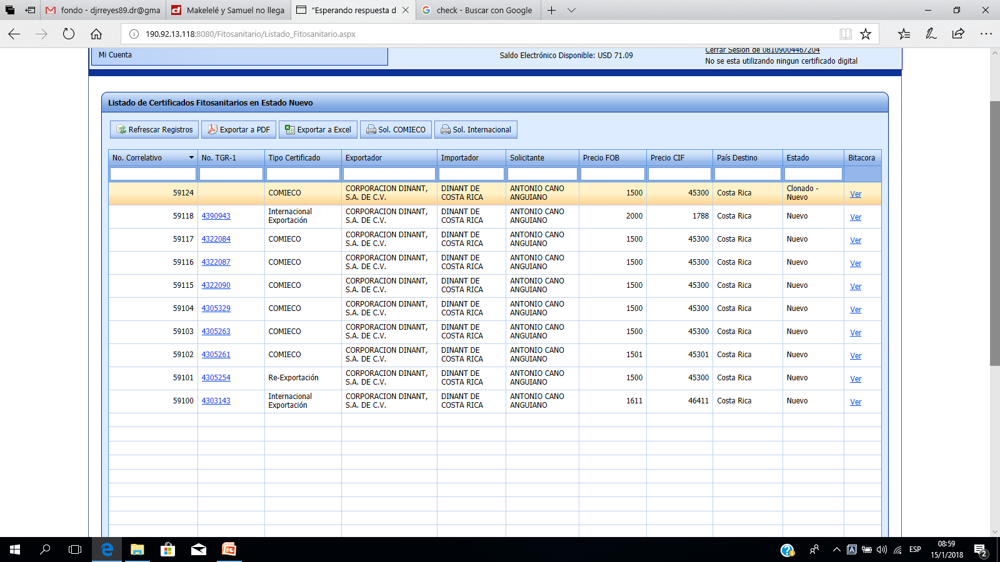 fondo - djrreyes89.dr@gma
Makelelé y Samuel no llega
"Esperando respuesta d
check - Buscar con Google
190.92.13.118:8080/Fitosanitario/Listado_Fitosanitario.aspx
Mi Cuenta
Saldo Electrónico Disponible: USD 71.09
Cerrar Sesión de 08109004467204
No se esta utilizando ningun certificado digital
Listado de Certificados Fitosanitarios en Estado Nuevo
Refrescar Registros Exportar a PDF Exportar a Excel Sol. COMIECO Sol. Internacional
No. Correlativo No. TGR-1 Tipo Certificado Exportador Importador Solicitante Precio FOB Precio CIF País Destino Estado Bitacora
59124 COMIECO CORPORACION DINANT, S.A. DE C.V. DINANT DE COSTA RICA ANTONIO CANO ANGUIANO 1500 45300 Costa Rica Clonado - Nuevo Ver
59118 4390943 Internacional Exportación CORPORACION DINANT, S.A. DE C.V. DINANT DE COSTA RICA ANTONIO CANO ANGUIANO 2000 1788 Costa Rica Nuevo Ver
59117 4322084 COMIECO CORPORACION DINANT, S.A. DE C.V. DINANT DE COSTA RICA ANTONIO CANO ANGUIANO 1500 45300 Costa Rica Nuevo Ver
59116 4322087 COMIECO CORPORACION DINANT, S.A. DE C.V. DINANT DE COSTA RICA ANTONIO CANO ANGUIANO 1500 45300 Costa Rica Nuevo Ver
59115 4322090 COMIECO CORPORACION DINANT, S.A. DE C.V. DINANT DE COSTA RICA ANTONIO CANO ANGUIANO 1500 45300 Costa Rica Nuevo Ver
59104 4305329 COMIECO CORPORACION DINANT, S.A. DE C.V. DINANT DE COSTA RICA ANTONIO CANO ANGUIANO 1500 45300 Costa Rica Nuevo Ver
59103 4305263 COMIECO CORPORACION DINANT, S.A. DE C.V. DINANT DE COSTA RICA ANTONIO CANO ANGUIANO 1500 45300 Costa Rica Nuevo Ver
59102 4305261 COMIECO CORPORACION DINANT, S.A. DE C.V. DINANT DE COSTA RICA ANTONIO CANO ANGUIANO 1501 45301 Costa Rica Nuevo Ver
59101 4305254 Re-Exportación CORPORACION DINANT, S.A. DE C.V. DINANT DE COSTA RICA ANTONIO CANO ANGUIANO 1500 45300 Costa Rica Nuevo Ver
59100 4303143 Internacional Exportación CORPORACION DINANT, S.A. DE C.V. DINANT DE COSTA RICA ANTONIO CANO ANGUIANO 1611 46411 Costa Rica Nuevo Ver
ESP
08:59
15/1/2018
2